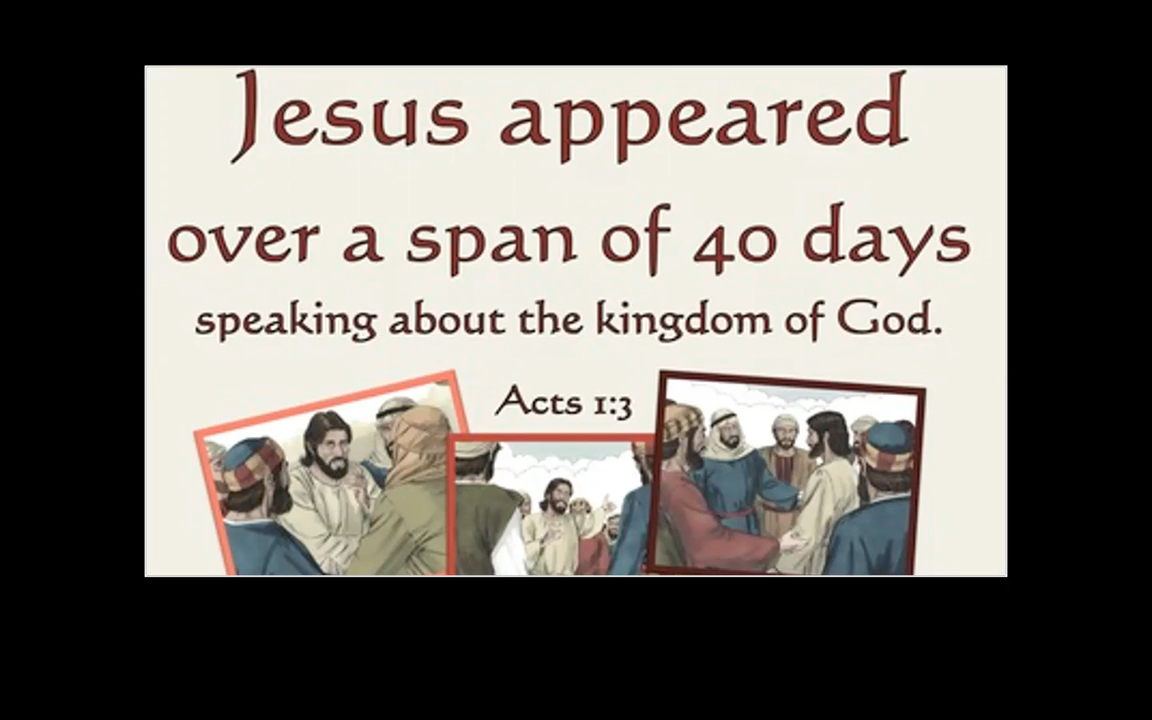 Jesus appeared
over a span of 40 days
speaking about the kingdom of God.
Acts 1:3